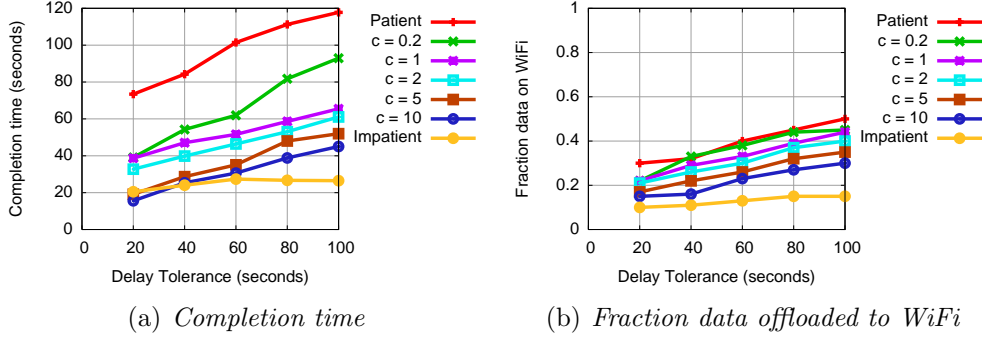 Completion time (seconds)
120
100
80
60
40
20
0
0 20 40 60 80 100
Delay Tolerance (seconds)
Patient
c = 0.2
c = 1
c = 2
c = 5
c = 10
Impatient
(a) Completion time
Fraction data on WiFi
1
0.8
0.6
0.4
0.2
0
0 20 40 60 80 100
Delay Tolerance (seconds)
Patient
c = 0.2
c = 1
c = 2
c = 5
c = 10
Impatient
(b) Fraction data offloaded to WiFi